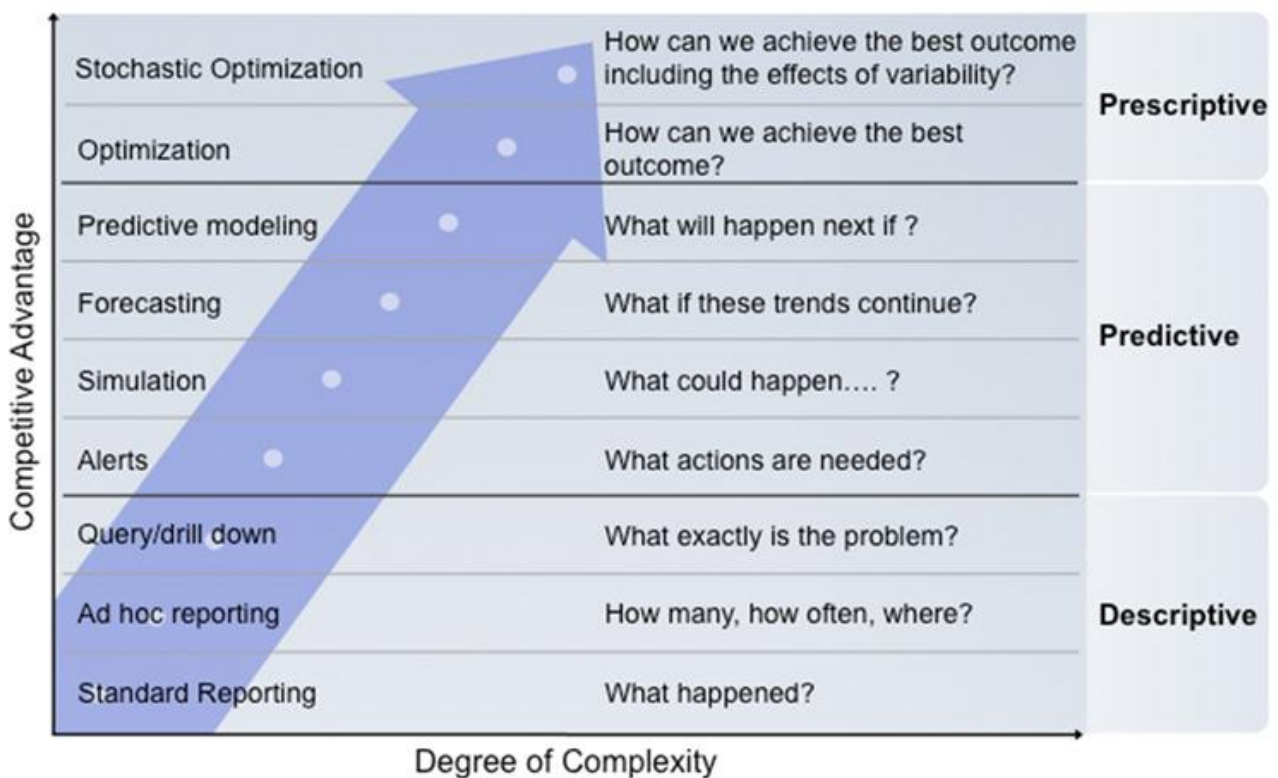 Competitive Advantage
Stochastic Optimization
How can we achieve the best outcome
including the effects of variability?
Optimization
How can we achieve the best
outcome?
Prescriptive
Predictive modeling
What will happen next if ?
Forecasting
What if these trends continue?
Simulation
What could happen.... ?
Alerts
What actions are needed?
Predictive
Query/drill down
What exactly is the problem?
Ad hoc reporting
How many, how often, where?
Standard Reporting
What happened?
Descriptive
Degree of Complexity